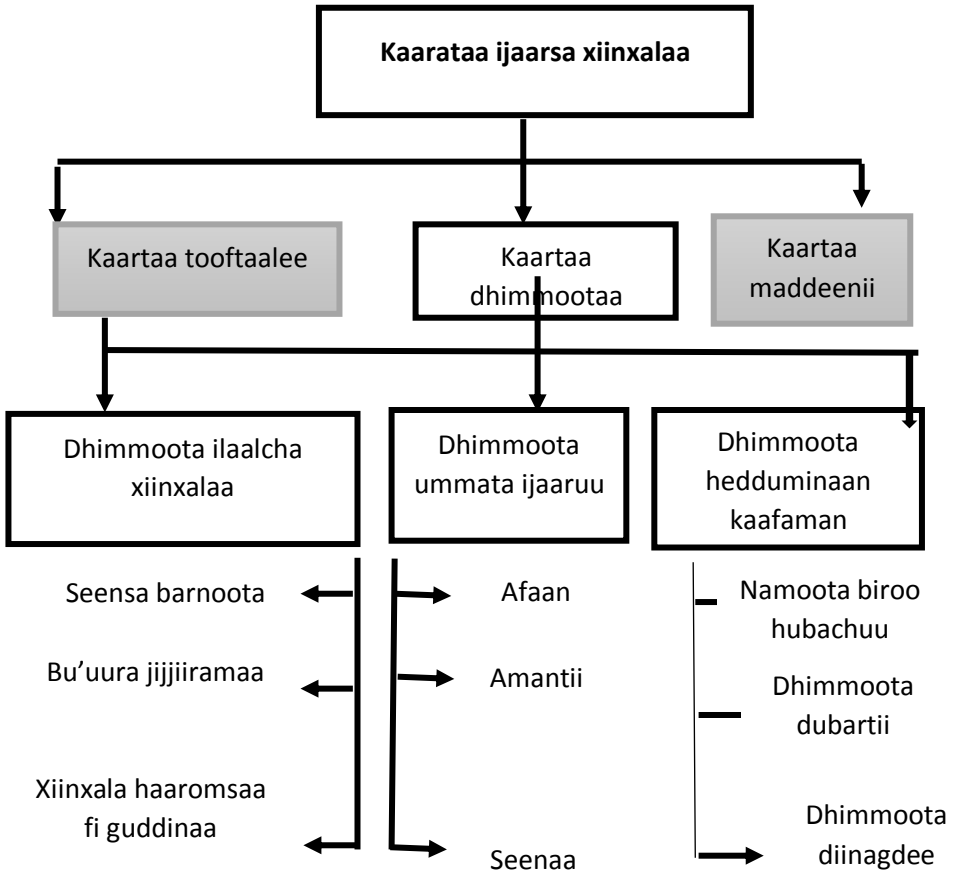 Kaarataa ijaarsa xiinxalaa
Kaartaa tooftaalee
Kaartaa
dhimmootaa
Kaartaa
maddeenii
Dhimmoota ilaalcha
xiinxalaa
Dhimmoota
ummata ijaaruu
Dhimmoota
hedduminaan
kaafaman
Seensa barnoota
Bu’uura jijjiiramaa
Xiinxala haaromsaa
fi guddinaa
Afaan
Amantii
Seenaa
Namoota biroo
hubachuu
Dhimmoota
dubartii
Dhimmoota
diinagdee